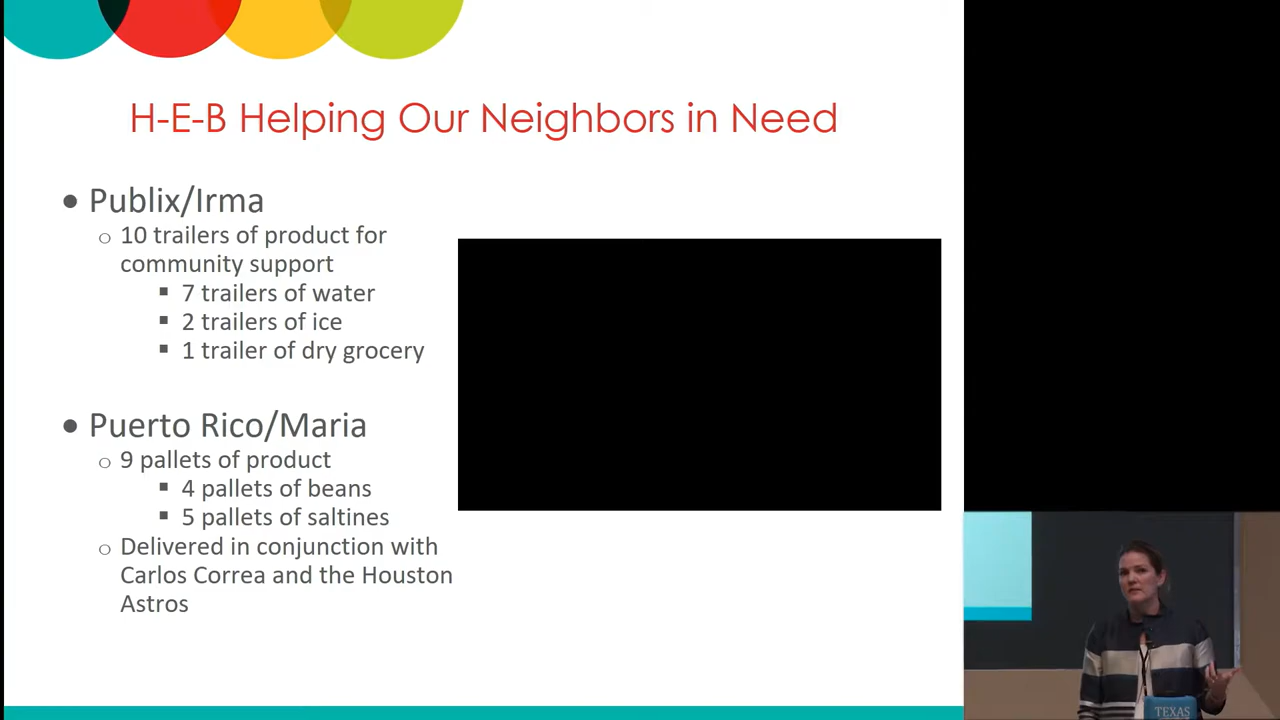 H-E-B Helping Our Neighbors in Need
• Publix/Irma
○ 10 trailers of product for
community support
▪ 7 trailers of water
▪ 2 trailers of ice
▪ 1 trailer of dry grocery
• Puerto Rico/Maria
○ 9 pallets of product
▪ 4 pallets of beans
▪ 5 pallets of saltines
○ Delivered in conjunction with
Carlos Correa and the Houston
Astros
TEXAS